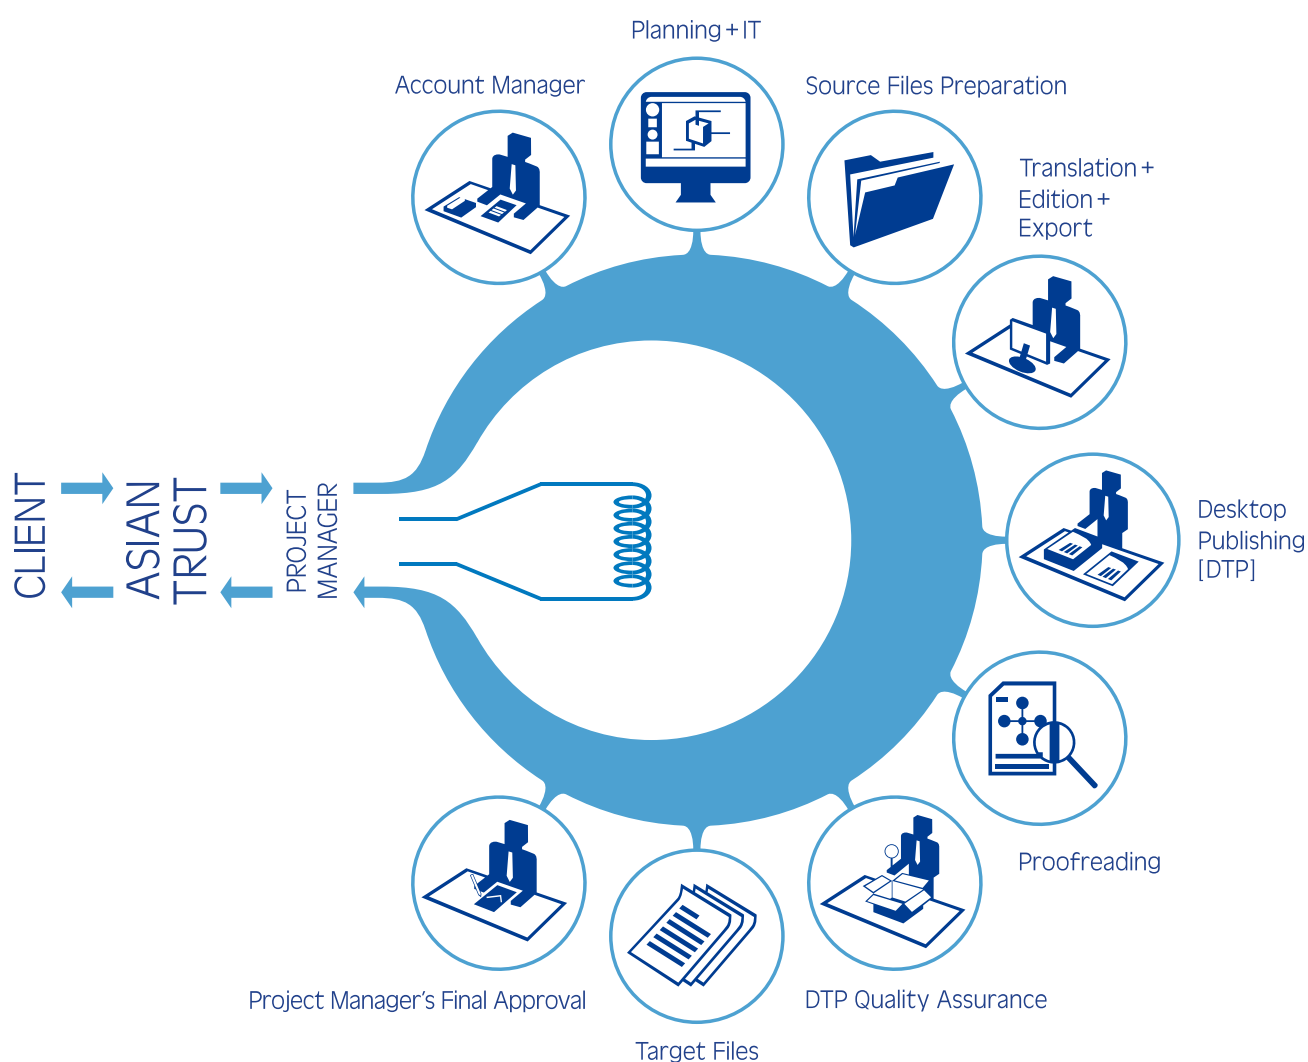 Planning + IT
Account Manager
Source Files Preparation
Translation +
Edition +
Export
CLIENT
ASIAN
TRUST
PROJECT
MANAGER
Desktop
Publishing
[DTP]
Proofreading
DTP Quality Assurance
Target Files
Project Manager's Final Approval